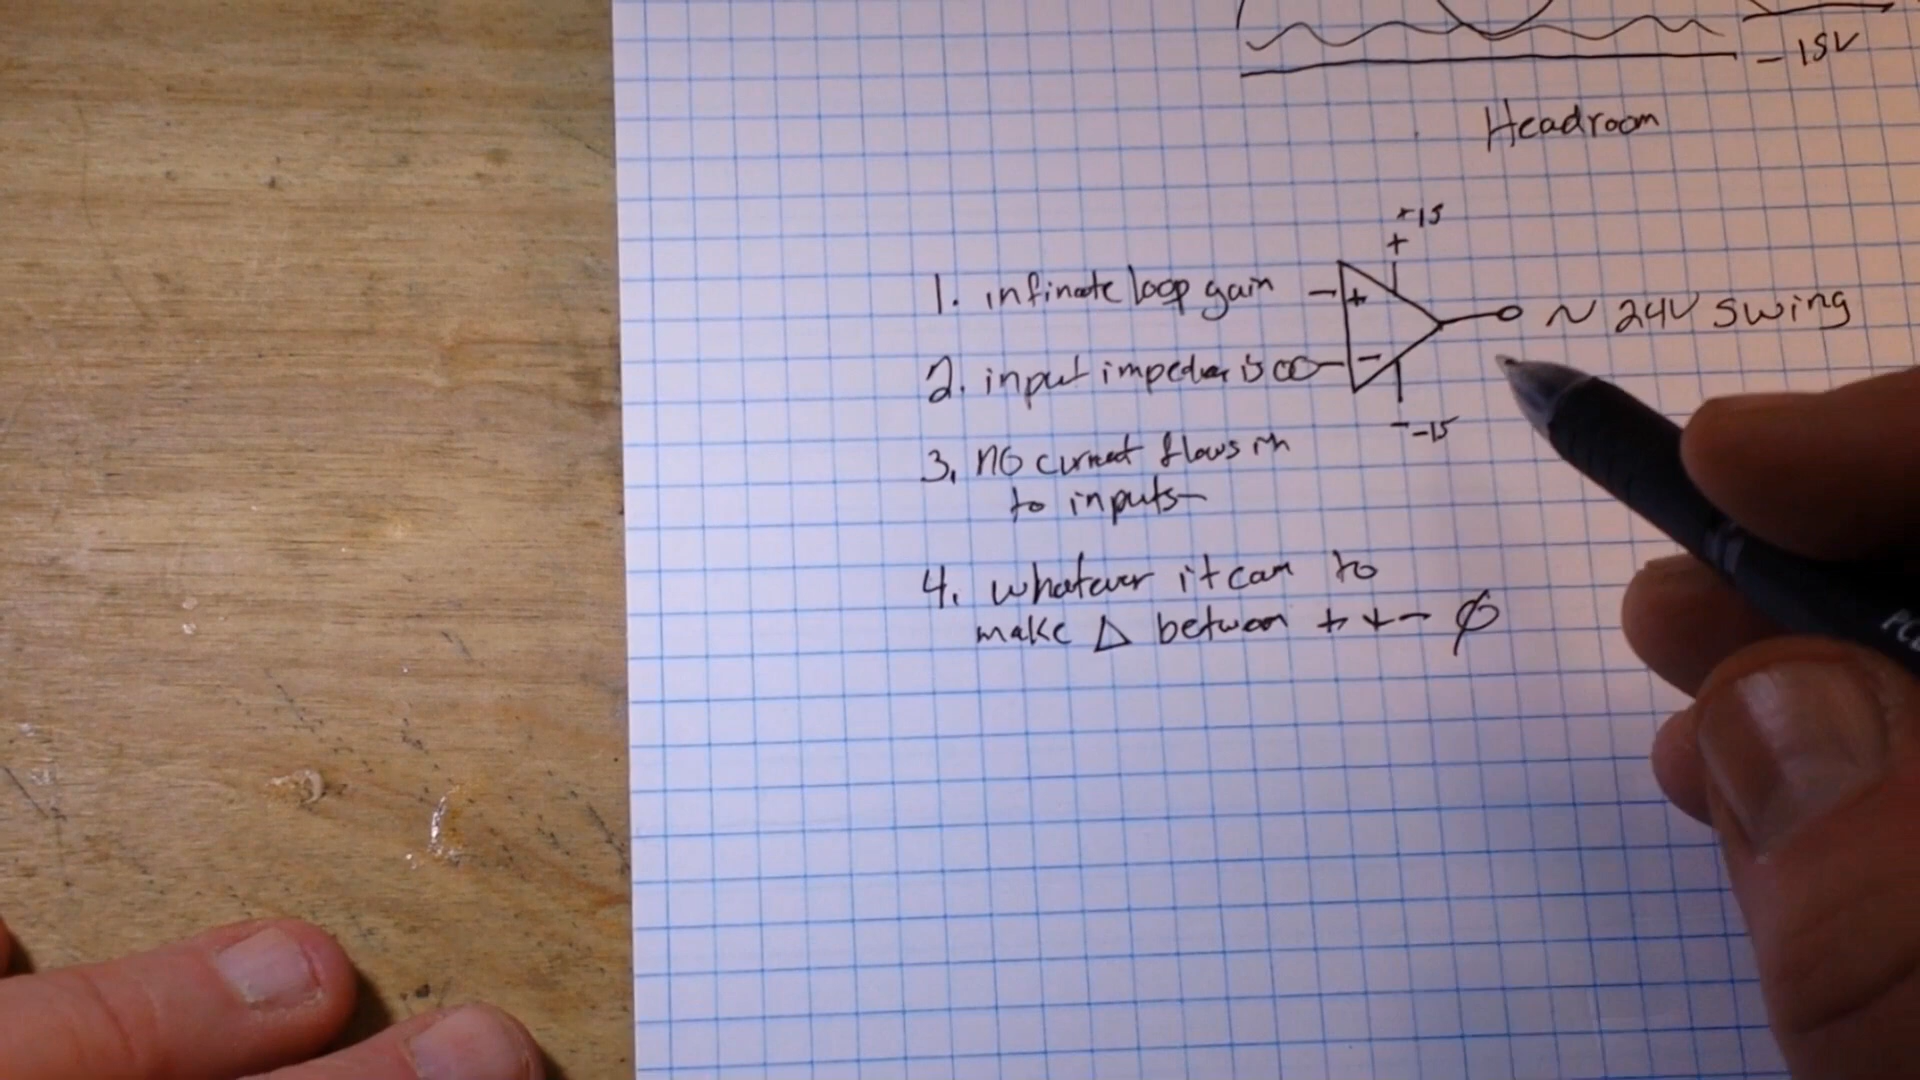 -15V
Headroom
+15
+
1. infinate loop gain
- +
~ 24V swing
2. input impedance is ∞
-
- -15
3. no current flows in
to inputs
4. whatever it can to
make Δ between + + - ∅